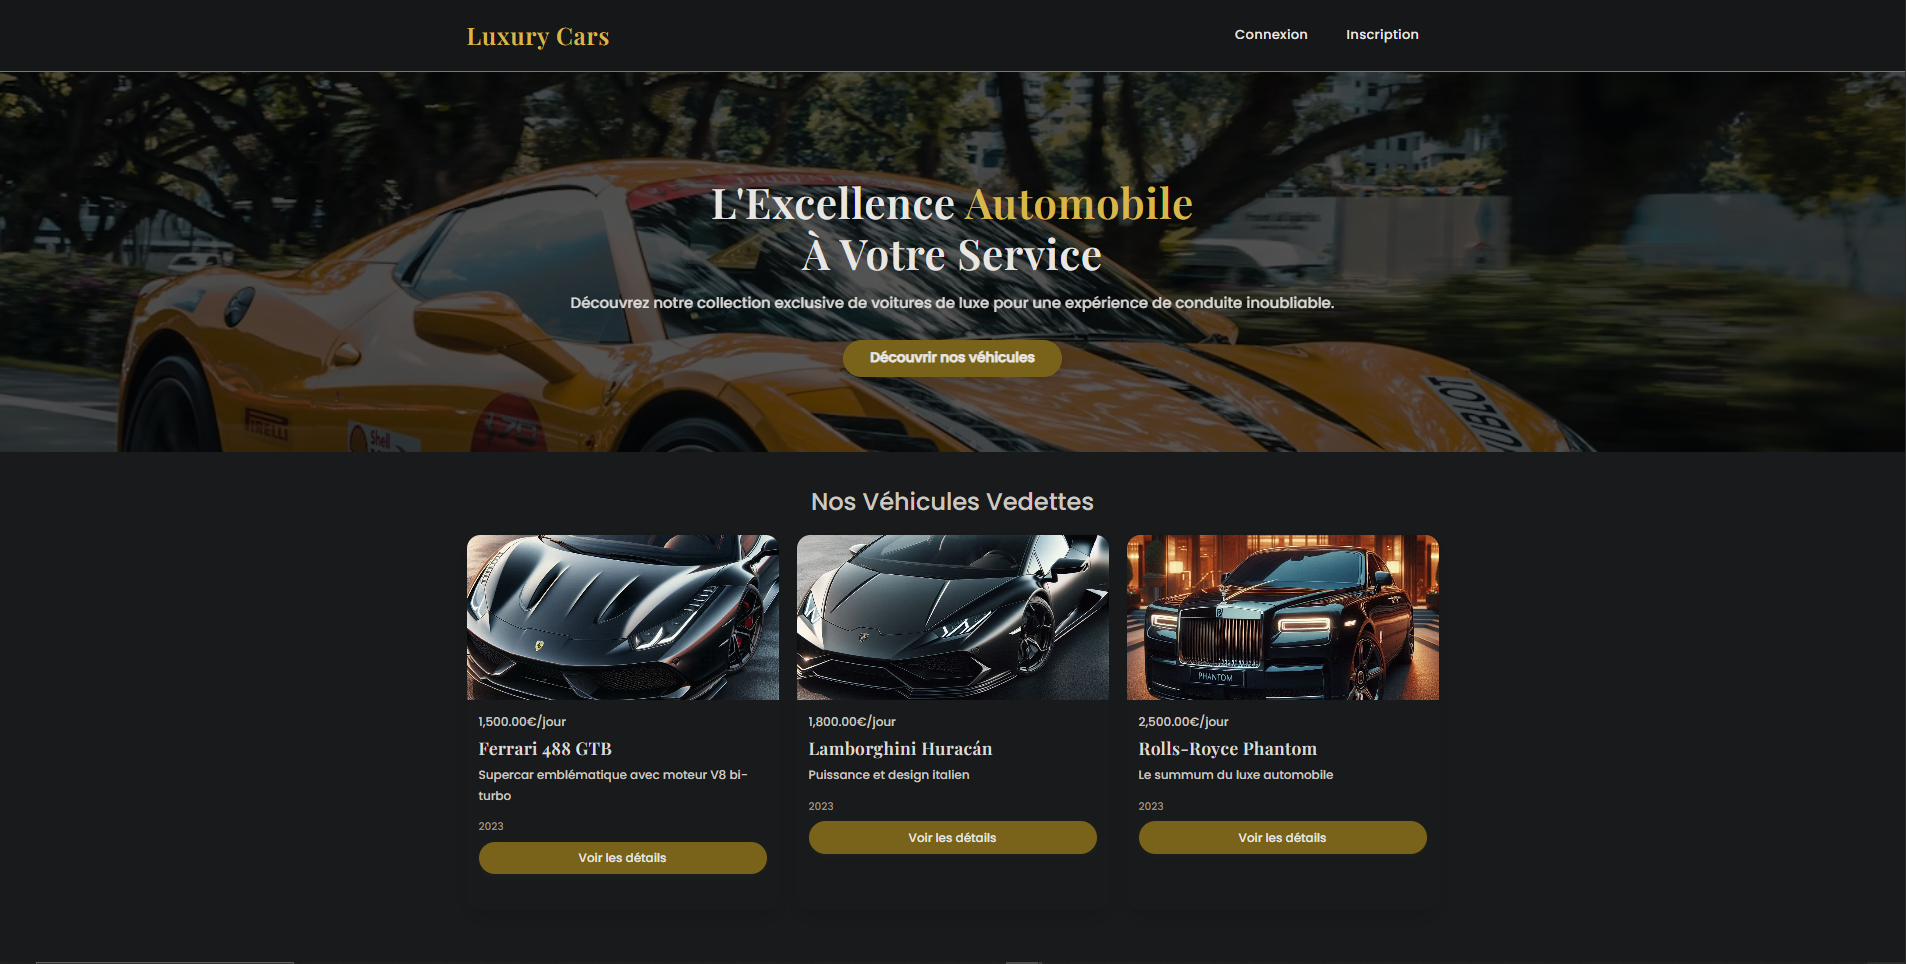 Luxury Cars
Connexion
Inscription
L'Excellence Automobile
À Votre Service
Découvrez notre collection exclusive de voitures de luxe pour une expérience de conduite inoubliable.
Découvrir nos véhicules
PIRELLI
Shell
Nos Véhicules Vedettes
PHANTOM
1,500.00€/jour
Ferrari 488 GTB
Supercar emblématique avec moteur V8 bi-
turbo
2023
Voir les détails
1,800.00€/jour
Lamborghini Huracán
Puissance et design italien
2023
Voir les détails
2,500.00€/jour
Rolls-Royce Phantom
Le summum du luxe automobile
2023
Voir les détails